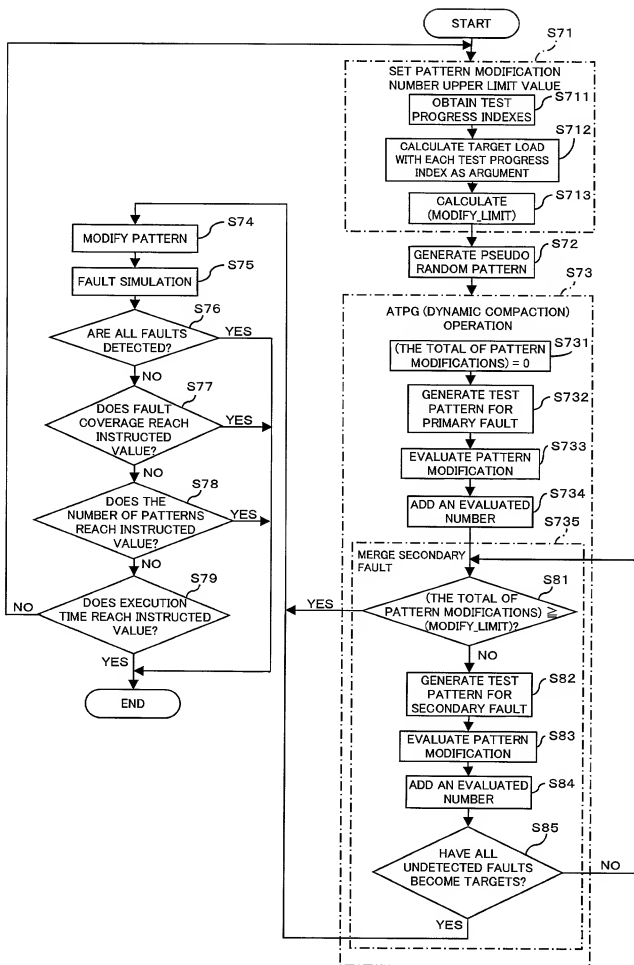 START
S71
SET PATTERN MODIFICATION
NUMBER UPPER LIMIT VALUE
S711
OBTAIN TEST
PROGRESS INDEXES
S712
CALCULATE TARGET LOAD
WITH EACH TEST PROGRESS
INDEX AS ARGUMENT
S713
CALCULATE
(MODIFY_LIMIT)
S72
GENERATE PSEUDO
RANDOM PATTERN
S73
ATPG (DYNAMIC COMPACTION)
OPERATION
S731
(THE TOTAL OF PATTERN
MODIFICATIONS) = 0
S732
GENERATE TEST
PATTERN FOR
PRIMARY FAULT
S733
EVALUATE PATTERN
MODIFICATION
S734
ADD AN EVALUATED
NUMBER
S735
MERGE SECONDARY
FAULT
S81
(THE TOTAL OF
PATTERN MODIFICATIONS) ≧
(MODIFY_LIMIT)?
YES
NO
S82
GENERATE TEST
PATTERN FOR
SECONDARY FAULT
S83
EVALUATE PATTERN
MODIFICATION
S84
ADD AN EVALUATED
NUMBER
S85
HAVE ALL
UNDETECTED FAULTS
BECOME TARGETS?
NO
YES
S74
MODIFY PATTERN
S75
FAULT SIMULATION
S76
ARE ALL FAULTS
DETECTED?
YES
NO
S77
DOES FAULT
COVERAGE REACH
INSTRUCTED
VALUE?
YES
NO
S78
DOES THE
NUMBER OF PATTERNS
REACH INSTRUCTED
VALUE?
YES
NO
S79
DOES EXECUTION
TIME REACH INSTRUCTED
VALUE?
NO
YES
END